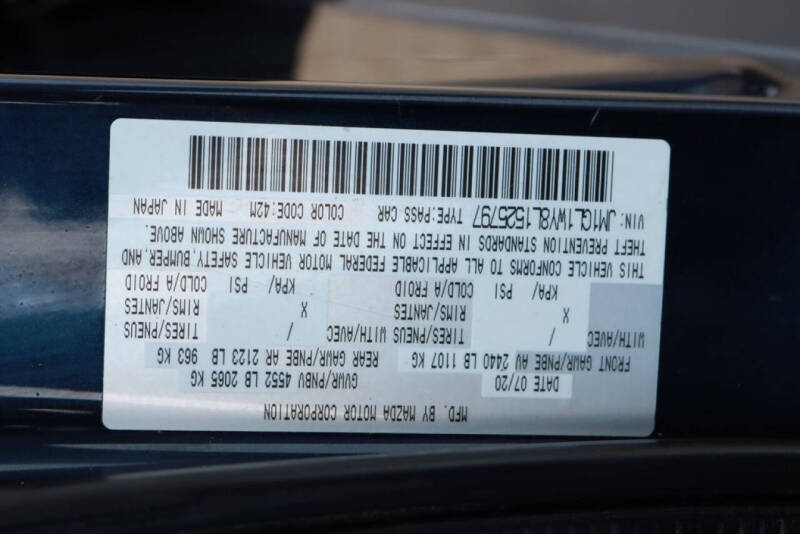 MFD. BY MAZDA MOTOR CORPORATION
DATE 07/20 GVWR/PNBV 4552 LB 2065 KG
FRONT GAWR/PNBE AV 2440 LB 1107 KG REAR GAWR/PNBE AR 2123 LB 963 KG
WITH/AVEC TIRES/PNEUS / WITH/AVEC TIRES/PNEUS /
X RIMS/JANTES X RIMS/JANTES
KPA/ PSI COLD/A FROID KPA/ PSI COLD/A FROID
THIS VEHICLE CONFORMS TO ALL APPLICABLE FEDERAL MOTOR VEHICLE SAFETY, BUMPER, AND
THEFT PREVENTION STANDARDS IN EFFECT ON THE DATE OF MANUFACTURE SHOWN ABOVE.
VIN: JM1GL1WY8L1525797 TYPE:PASS CAR COLOR CODE:42M MADE IN JAPAN